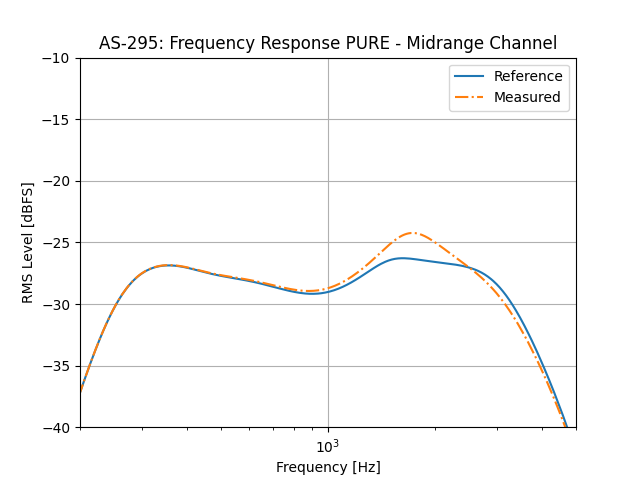 AS-295: Frequency Response PURE - Midrange Channel
Reference
Measured
RMS Level [dBFS]
−10
−15
−20
−25
−30
−35
−40
10³
Frequency [Hz]